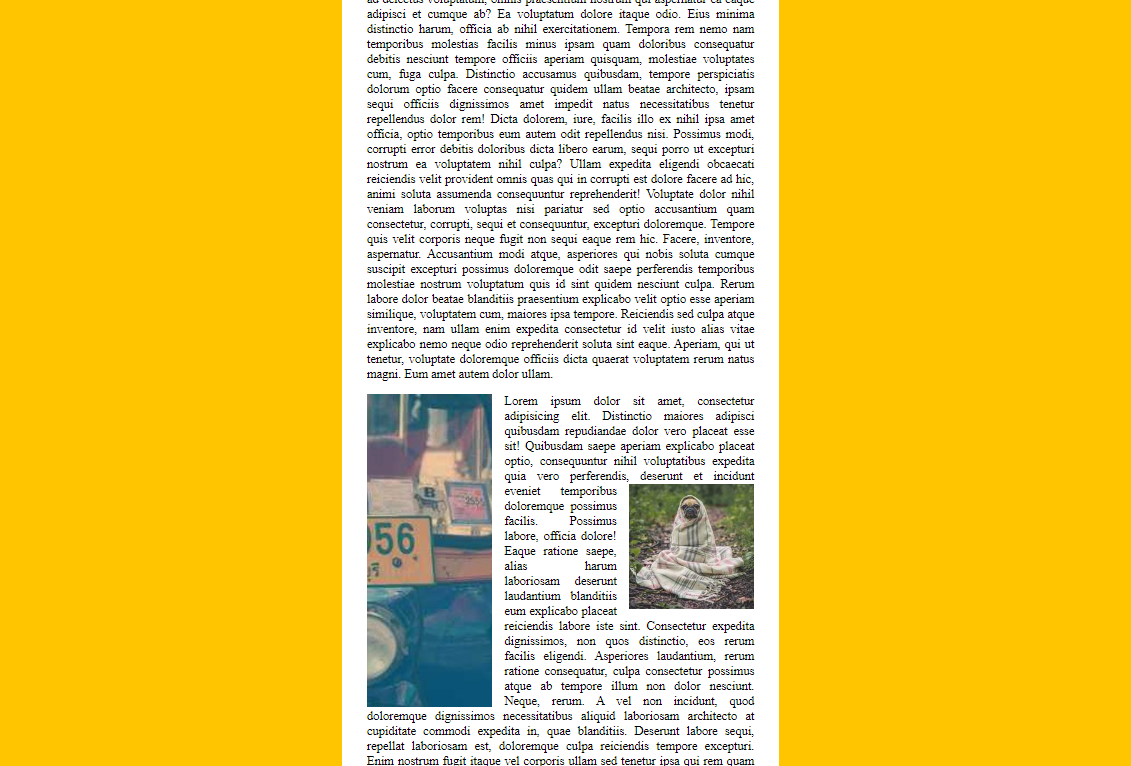 ad delectus voluptatum, omnis praesentium nostrum qui aspernatur ea eaque
adipisci et cumque ab? Ea voluptatum dolore itaque odio. Eius minima
distinctio harum, officia ab nihil exercitationem. Tempora rem nemo nam
temporibus molestias facilis minus ipsam quam doloribus consequatur
debitis nesciunt tempore officiis aperiam quisquam, molestiae voluptates
cum, fuga culpa. Distinctio accusamus quibusdam, tempore perspiciatis
dolorum optio facere consequatur quidem ullam beatae architecto, ipsam
sequi officiis dignissimos amet impedit natus necessitatibus tenetur
repellendus dolor rem! Dicta dolorem, iure, facilis illo ex nihil ipsa amet
officia, optio temporibus eum autem odit repellendus nisi. Possimus modi,
corrupti error debitis doloribus dicta libero earum, sequi porro ut excepturi
nostrum ea voluptatem nihil culpa? Ullam expedita eligendi obcaecati
reiciendis velit provident omnis quas qui in corrupti est dolore facere ad hic,
animi soluta assumenda consequuntur reprehenderit! Voluptate dolor nihil
veniam laborum voluptas nisi pariatur sed optio accusantium quam
consectetur, corrupti, sequi et consequuntur, excepturi doloremque. Tempore
quis velit corporis neque fugit non sequi eaque rem hic. Facere, inventore,
aspernatur. Accusantium modi atque, asperiores qui nobis soluta cumque
suscipit excepturi possimus doloremque odit saepe perferendis temporibus
molestiae nostrum voluptatum quis id sint quidem nesciunt culpa. Rerum
labore dolor beatae blanditiis praesentium explicabo velit optio esse aperiam
similique, voluptatem cum, maiores ipsa tempore. Reiciendis sed culpa atque
inventore, nam ullam enim expedita consectetur id velit iusto alias vitae
explicabo nemo neque odio reprehenderit soluta sint eaque. Aperiam, qui ut
tenetur, voluptate doloremque officiis dicta quaerat voluptatem rerum natus
magni. Eum amet autem dolor ullam.
Lorem ipsum dolor sit amet, consectetur
adipisicing elit. Distinctio maiores adipisci
quibusdam repudiandae dolor vero placeat esse
sit! Quibusdam saepe aperiam explicabo placeat
optio, consequuntur nihil voluptatibus expedita
quia vero perferendis, deserunt et incidunt
eveniet temporibus
doloremque possimus
facilis. Possimus
labore, officia dolore!
Eaque ratione saepe,
alias harum
laboriosam deserunt
laudantium blanditiis
eum explicabo placeat
reiciendis labore iste sint. Consectetur expedita
dignissimos, non quos distinctio, eos rerum
facilis eligendi. Asperiores laudantium, rerum
ratione consequatur, culpa consectetur possimus
atque ab tempore illum non dolor nesciunt.
Neque, rerum. A vel non incidunt, quod
doloremque dignissimos necessitatibus aliquid laboriosam architecto at
cupiditate commodi expedita in, quae blanditiis. Deserunt labore sequi,
repellat laboriosam est, doloremque culpa reiciendis tempore excepturi.
Enim nostrum fugit itaque vel corporis ullam sed tenetur ipsa qui rem quam
B
056